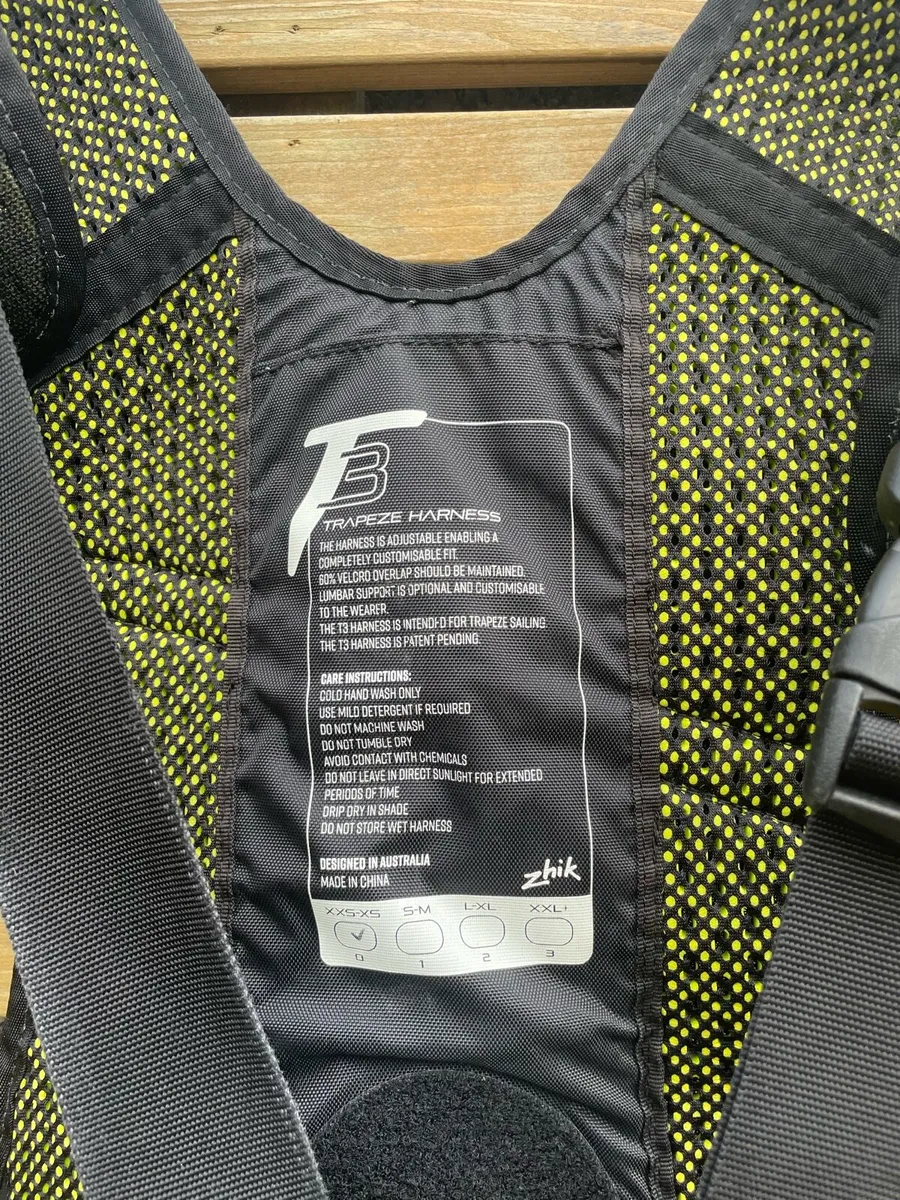 T3
TRAPEZE HARNESS
THE HARNESS IS ADJUSTABLE ENABLING A
COMPLETELY CUSTOMISABLE FIT.
60% VELCRO OVERLAP SHOULD BE MAINTAINED.
LUMBAR SUPPORT IS OPTIONAL AND CUSTOMISABLE
TO THE WEARER.
THE T3 HARNESS IS INTENDED FOR TRAPEZE SAILING
THE T3 HARNESS IS PATENT PENDING.
CARE INSTRUCTIONS:
COLD HAND WASH ONLY
USE MILD DETERGENT IF REQUIRED
DO NOT MACHINE WASH
DO NOT TUMBLE DRY
AVOID CONTACT WITH CHEMICALS
DO NOT LEAVE IN DIRECT SUNLIGHT FOR EXTENDED
PERIODS OF TIME
DRIP DRY IN SHADE
DO NOT STORE WET HARNESS
DESIGNED IN AUSTRALIA
MADE IN CHINA
zhik
XXS-XS S-M L-XL XXL+
0 1 2 3